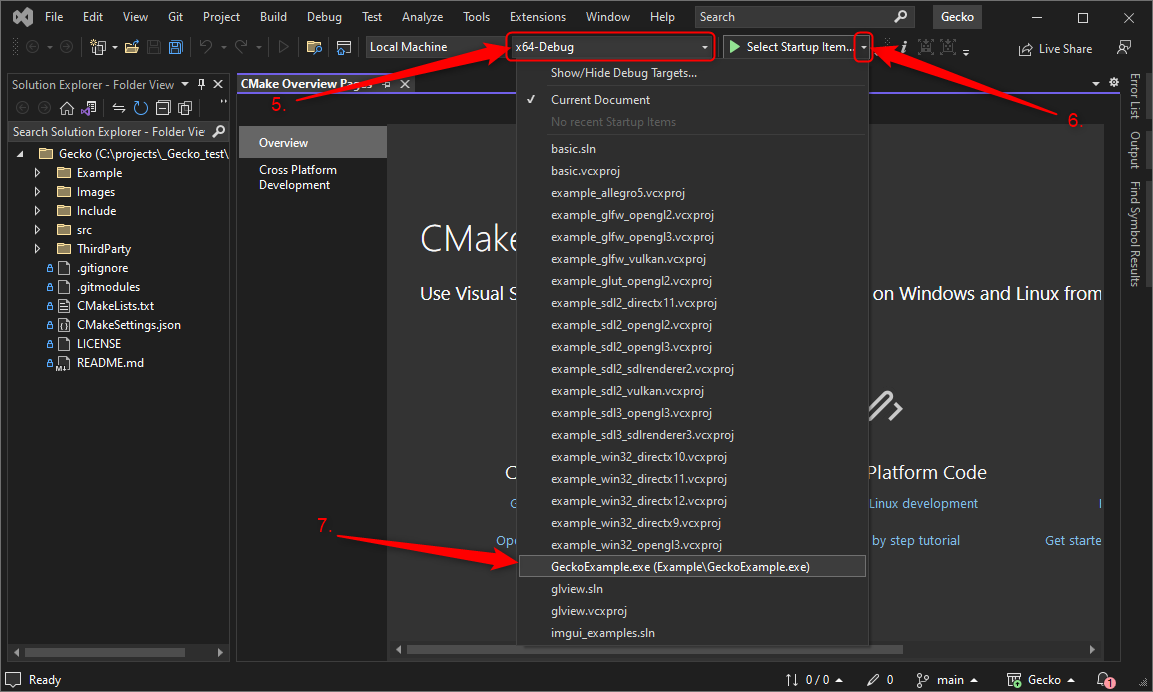 File Edit View Git Project Build Debug Test Analyze Tools Extensions Window Help Search Gecko
Local Machine x64-Debug Select Startup Item... Live Share
Solution Explorer - Folder View
CMake Overview Pages
5.
6.
Search Solution Explorer - Folder Vie
Gecko (C:\projects\_Gecko_test\
Example
Images
Include
src
ThirdParty
.gitignore
.gitmodules
CMakeLists.txt
CMakeSettings.json
LICENSE
README.md
Overview
Cross Platform
Development
CMake
Use Visual S
on Windows and Linux from
Platform Code
Linux development
by step tutorial
Get starte
Show/Hide Debug Targets...
Current Document
No recent Startup Items
basic.sln
basic.vcxproj
example_allegro5.vcxproj
example_glfw_opengl2.vcxproj
example_glfw_opengl3.vcxproj
example_glfw_vulkan.vcxproj
example_glut_opengl2.vcxproj
example_sdl2_directx11.vcxproj
example_sdl2_opengl2.vcxproj
example_sdl2_opengl3.vcxproj
example_sdl2_sdlrenderer2.vcxproj
example_sdl2_vulkan.vcxproj
example_sdl3_opengl3.vcxproj
example_sdl3_sdlrenderer3.vcxproj
example_win32_directx10.vcxproj
example_win32_directx11.vcxproj
example_win32_directx12.vcxproj
example_win32_directx9.vcxproj
example_win32_opengl3.vcxproj
7.
GeckoExample.exe (Example\GeckoExample.exe)
glview.sln
glview.vcxproj
imgui_examples.sln
Error List
Output
Find Symbol Results
Ready 0 / 0 0 main Gecko 1